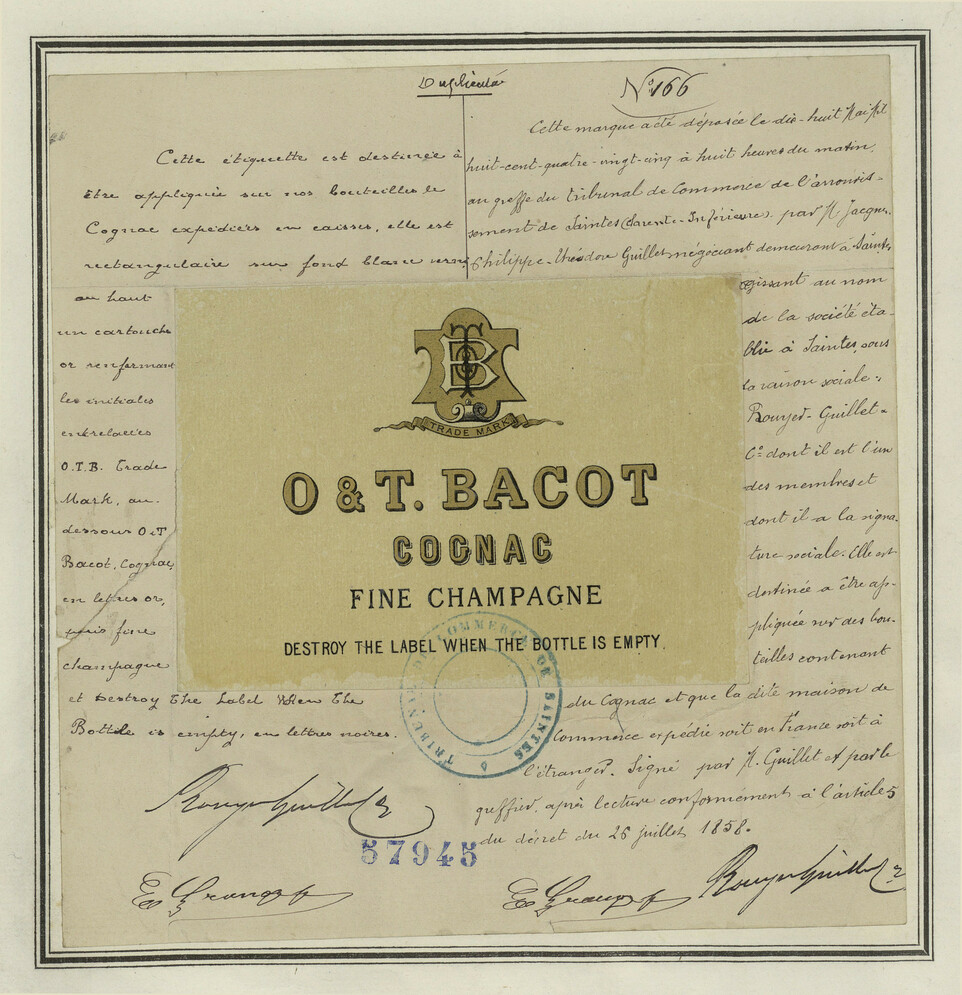 Duplicata
Nº 166
Cette étiquette est destinée à
être appliquée sur nos bouteilles de
Cognac expédiées en caisses, elle est
rectangulaire sur fond blanc verni
au haut
un cartouche
or renfermant
les initiales
entrelacées
O.T.B. Trade
Mark, au-
dessous O et T
Bacot, Cognac,
en lettres or,
puis fine
champagne
et Destroy The Label When The
Bottle is empty, en lettres noires.
Cette marque a été déposée le dix-huit Mai Mil
huit-cent-quatre-vingt-cinq à huit heures du matin,
au greffe du tribunal de Commerce de l'arrondis-
sement de Saintes (Charente-Inférieure). par M Jacques
Philippe-Théodore Guillet négociant demeurant à Saintes,
agissant au nom
de la société éta-
blie à Saintes, sous
la raison sociale:
Rouyer-Guillet &
Cº dont il est l'un
des membres et
dont il a la signa-
ture sociale. Elle est
destinée a être ap-
pliquée sur des bou-
teilles contenant
du Cognac et que la dite maison de
Commerce expédie soit en France soit à
l'étranger. Signé par M. Guillet et par le
greffier, après lecture conformément à l'article 5
du décret du 26 juillet 1858.
OTB
TRADE MARK
O & T. BACOT
COGNAC
FINE CHAMPAGNE
DESTROY THE LABEL WHEN THE BOTTLE IS EMPTY.
TRIBUNAL DE COMMERCE DE SAINTES
Rouyer Guillet &
57945
Rouyer Guillet &